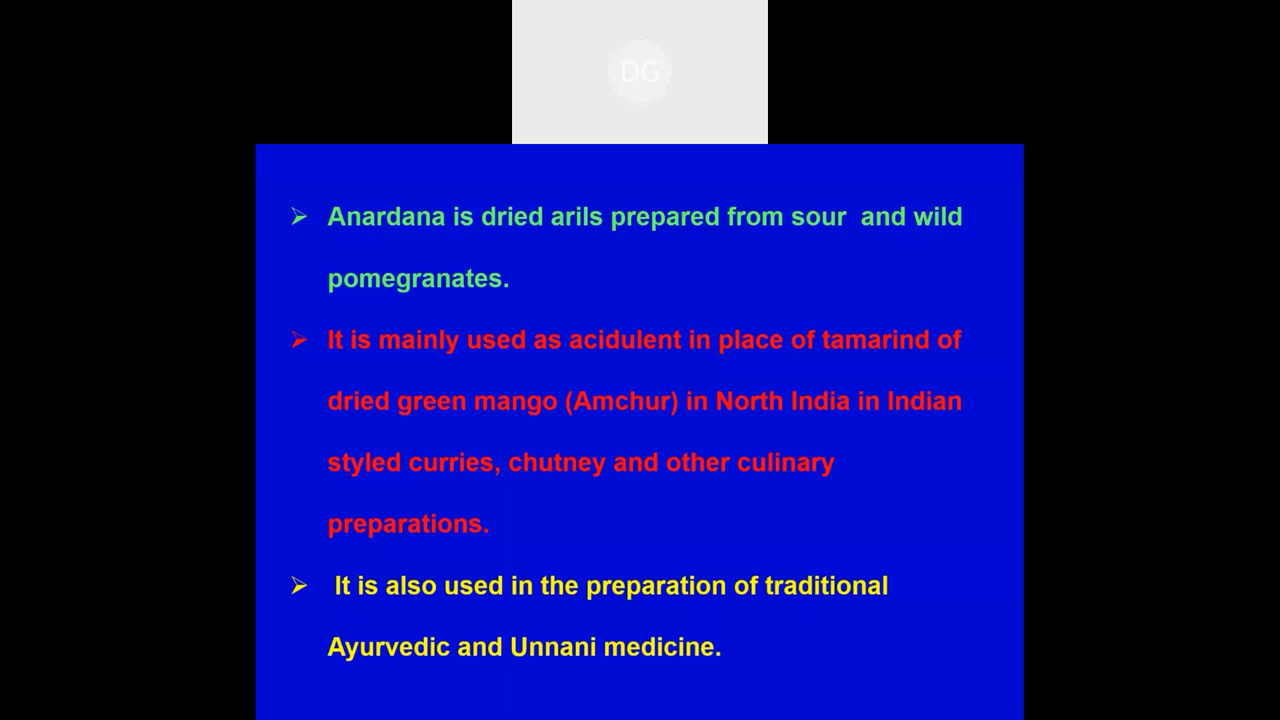 DG
Anardana is dried arils prepared from sour  and wild
pomegranates.
It is mainly used as acidulent in place of tamarind of
dried green mango (Amchur) in North India in Indian
styled curries, chutney and other culinary
preparations.
It is also used in the preparation of traditional
Ayurvedic and Unnani medicine.